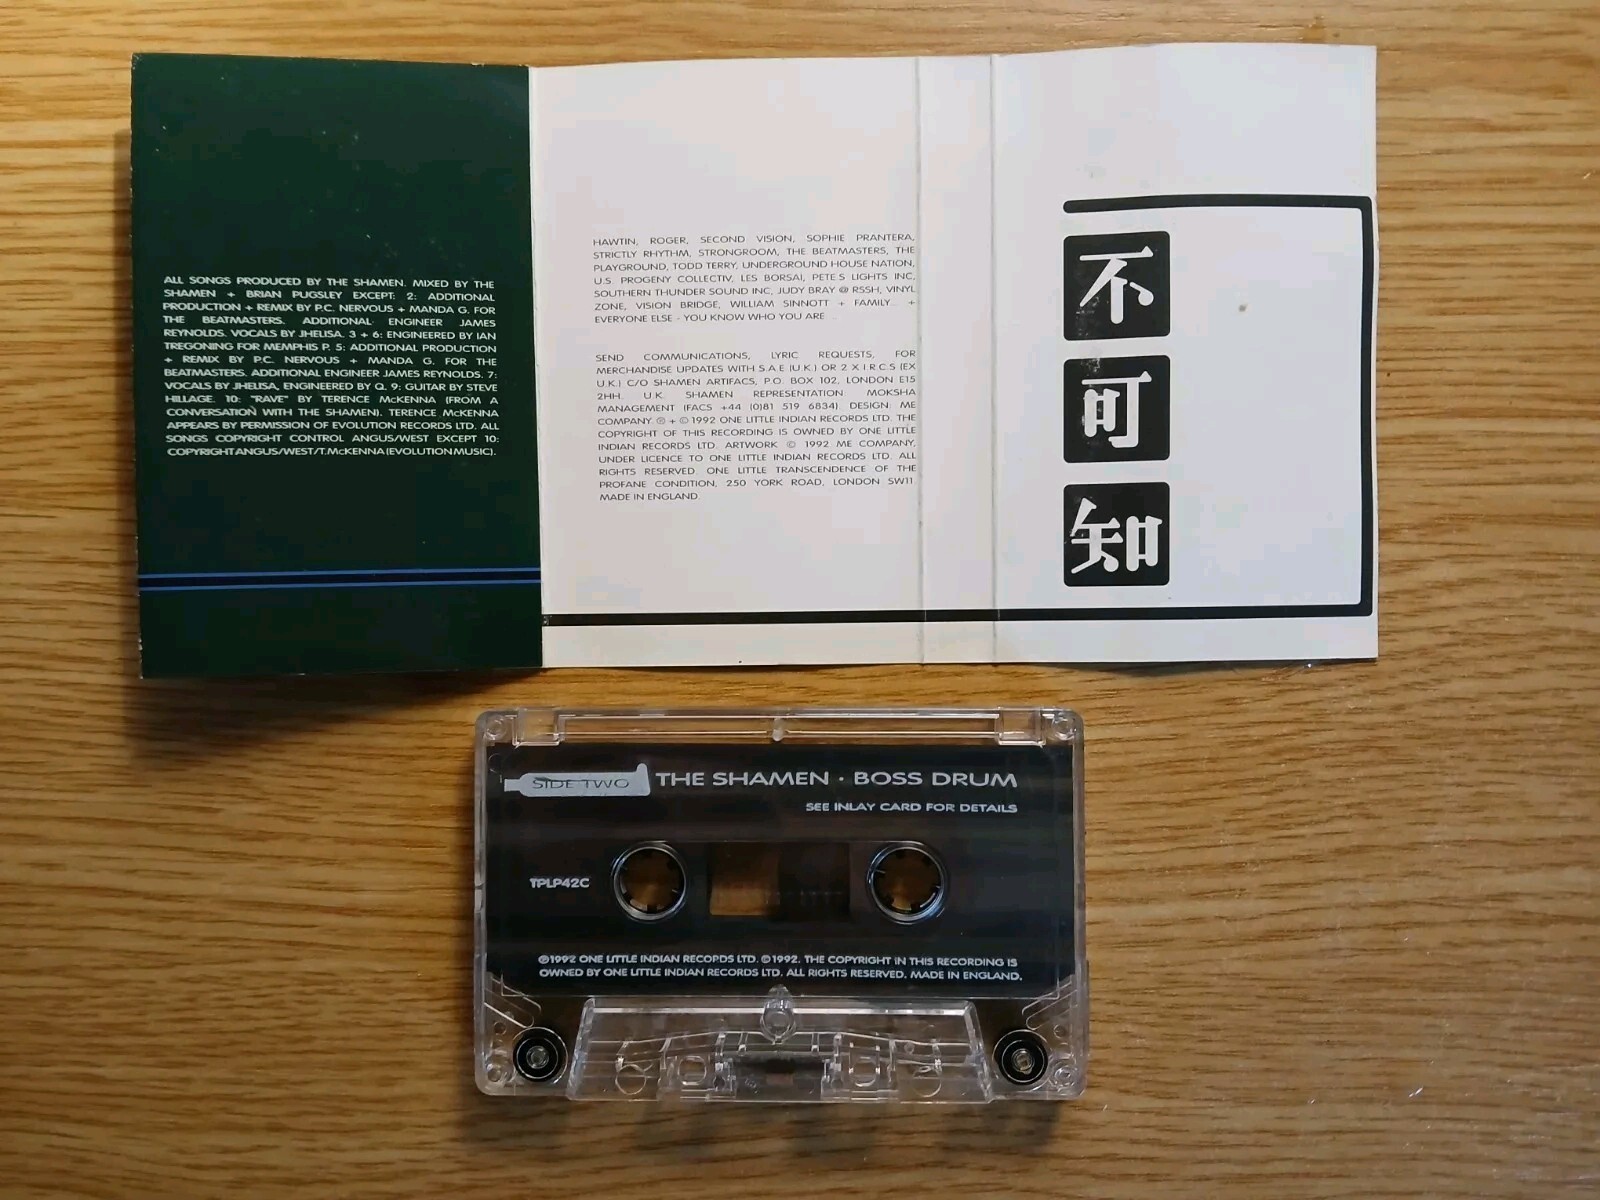 ALL SONGS PRODUCED BY THE SHAMEN. MIXED BY THE
SHAMEN + BRIAN PUGSLEY EXCEPT: 2: ADDITIONAL
PRODUCTION + REMIX BY P.C. NERVOUS + MANDA G. FOR
THE BEATMASTERS. ADDITIONAL ENGINEER JAMES
REYNOLDS. VOCALS BY JHELISA. 3 + 6: ENGINEERED BY IAN
TREGONING FOR MEMPHIS P. 5: ADDITIONAL PRODUCTION
+ REMIX BY P.C. NERVOUS + MANDA G. FOR THE
BEATMASTERS. ADDITIONAL ENGINEER JAMES REYNOLDS. 7:
VOCALS BY JHELISA, ENGINEERED BY Q. 9: GUITAR BY STEVE
HILLAGE. 10: "RAVE" BY TERENCE McKENNA (FROM A
CONVERSATION WITH THE SHAMEN). TERENCE McKENNA
APPEARS BY PERMISSION OF EVOLUTION RECORDS LTD. ALL
SONGS COPYRIGHT CONTROL ANGUS/WEST EXCEPT 10:
COPYRIGHT ANGUS/WEST/T.McKENNA (EVOLUTION MUSIC).
HAWTIN, ROGER, SECOND VISION, SOPHIE PRANTERA,
STRICTLY RHYTHM, STRONGROOM, THE BEATMASTERS, THE
PLAYGROUND, TODD TERRY, UNDERGROUND HOUSE NATION,
U.S. PROGENY COLLECTIV, LES BORSAI, PETE S LIGHTS INC,
SOUTHERN THUNDER SOUND INC, JUDY BRAY @ RSSH, VINYL
ZONE, VISION BRIDGE, WILLIAM SINNOTT + FAMILY... +
EVERYONE ELSE - YOU KNOW WHO YOU ARE ...
SEND COMMUNICATIONS, LYRIC REQUESTS, FOR
MERCHANDISE UPDATES WITH S.A.E (U.K.) OR 2 X I.R.C.S (EX
U.K.) C/O SHAMEN ARTIFACS, P.O. BOX 102, LONDON E15
2HH. U.K. SHAMEN REPRESENTATION MOKSHA
MANAGEMENT (FACS +44 (0)81 519 6834). DESIGN: ME
COMPANY. ℗ + © 1992 ONE LITTLE INDIAN RECORDS LTD. THE
COPYRIGHT OF THIS RECORDING IS OWNED BY ONE LITTLE
INDIAN RECORDS LTD. ARTWORK © 1992 ME COMPANY,
UNDER LICENCE TO ONE LITTLE INDIAN RECORDS LTD. ALL
RIGHTS RESERVED. ONE LITTLE TRANSCENDENCE OF THE
PROFANE CONDITION, 250 YORK ROAD, LONDON SW11
MADE IN ENGLAND.
不
可
知
SIDE TWO THE SHAMEN · BOSS DRUM
SEE INLAY CARD FOR DETAILS
TPLP42C
℗1992 ONE LITTLE INDIAN RECORDS LTD. ©1992. THE COPYRIGHT IN THIS RECORDING IS
OWNED BY ONE LITTLE INDIAN RECORDS LTD. ALL RIGHTS RESERVED. MADE IN ENGLAND.